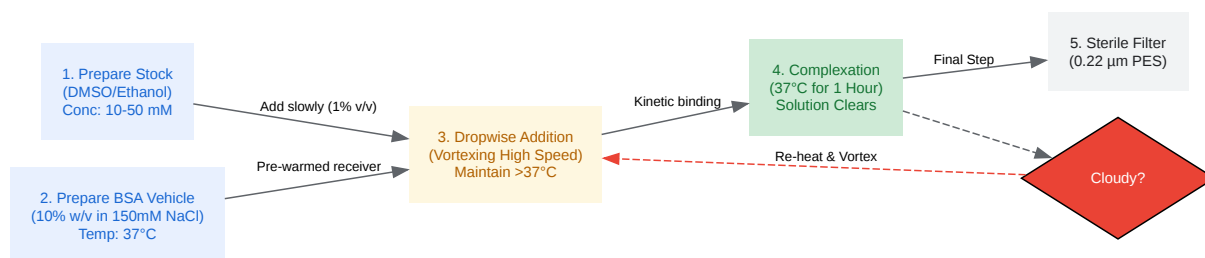 1. Prepare Stock
(DMSO/Ethanol)
Conc: 10-50 mM
Add slowly (1% v/v)
2. Prepare BSA Vehicle
(10% w/v in 150mM NaCl)
Temp: 37°C
Pre-warmed receiver
3. Dropwise Addition
(Vortexing High Speed)
Maintain >37°C
Kinetic binding
4. Complexation
(37°C for 1 Hour)
Solution Clears
Final Step
5. Sterile Filter
(0.22 µm PES)
Cloudy?
Re-heat & Vortex